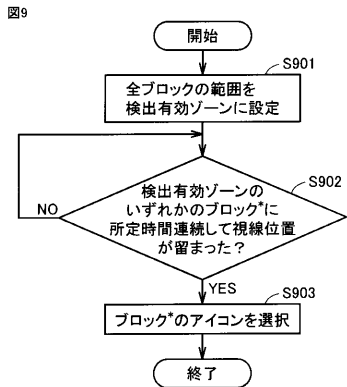 図9
開始
S901
全ブロックの範囲を
検出有効ゾーンに設定
S902
検出有効ゾーンの
いずれかのブロック*に
所定時間連続して視線位置
が留まった?
NO
YES
S903
ブロック*のアイコンを選択
終了